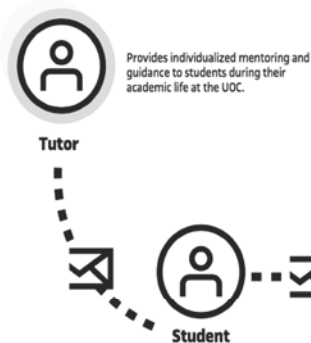 Provides individualized mentoring and
guidance to students during their
academic life at the UOC.
Tutor
Student